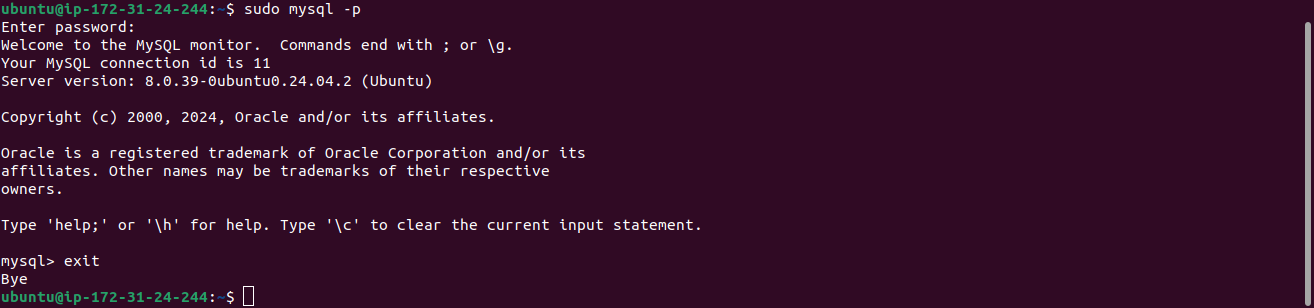 ubuntu@ip-172-31-24-244:~$ sudo mysql -p
Enter password:
Welcome to the MySQL monitor.  Commands end with ; or \g.
Your MySQL connection id is 11
Server version: 8.0.39-0ubuntu0.24.04.2 (Ubuntu)

Copyright (c) 2000, 2024, Oracle and/or its affiliates.

Oracle is a registered trademark of Oracle Corporation and/or its
affiliates. Other names may be trademarks of their respective
owners.

Type 'help;' or '\h' for help. Type '\c' to clear the current input statement.

mysql> exit
Bye
ubuntu@ip-172-31-24-244:~$